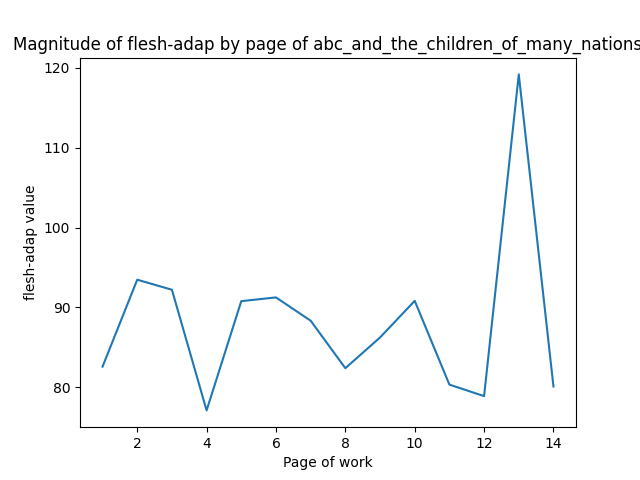 Magnitude of flesh-adap by page of abc_and_the_children_of_many_nations
120
110
100
90
80
flesh-adap value
2 4 6 8 10 12 14
Page of work